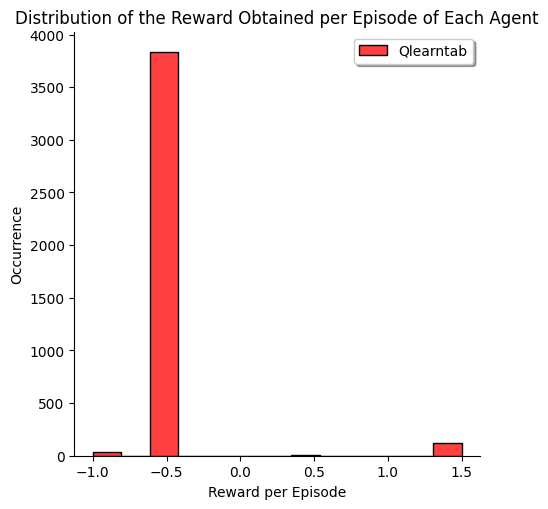 Distribution of the Reward Obtained per Episode of Each Agent
Qlearntab
4000
3500
3000
2500
2000
1500
1000
500
0
Occurrence
−1.0 −0.5 0.0 0.5 1.0 1.5
Reward per Episode